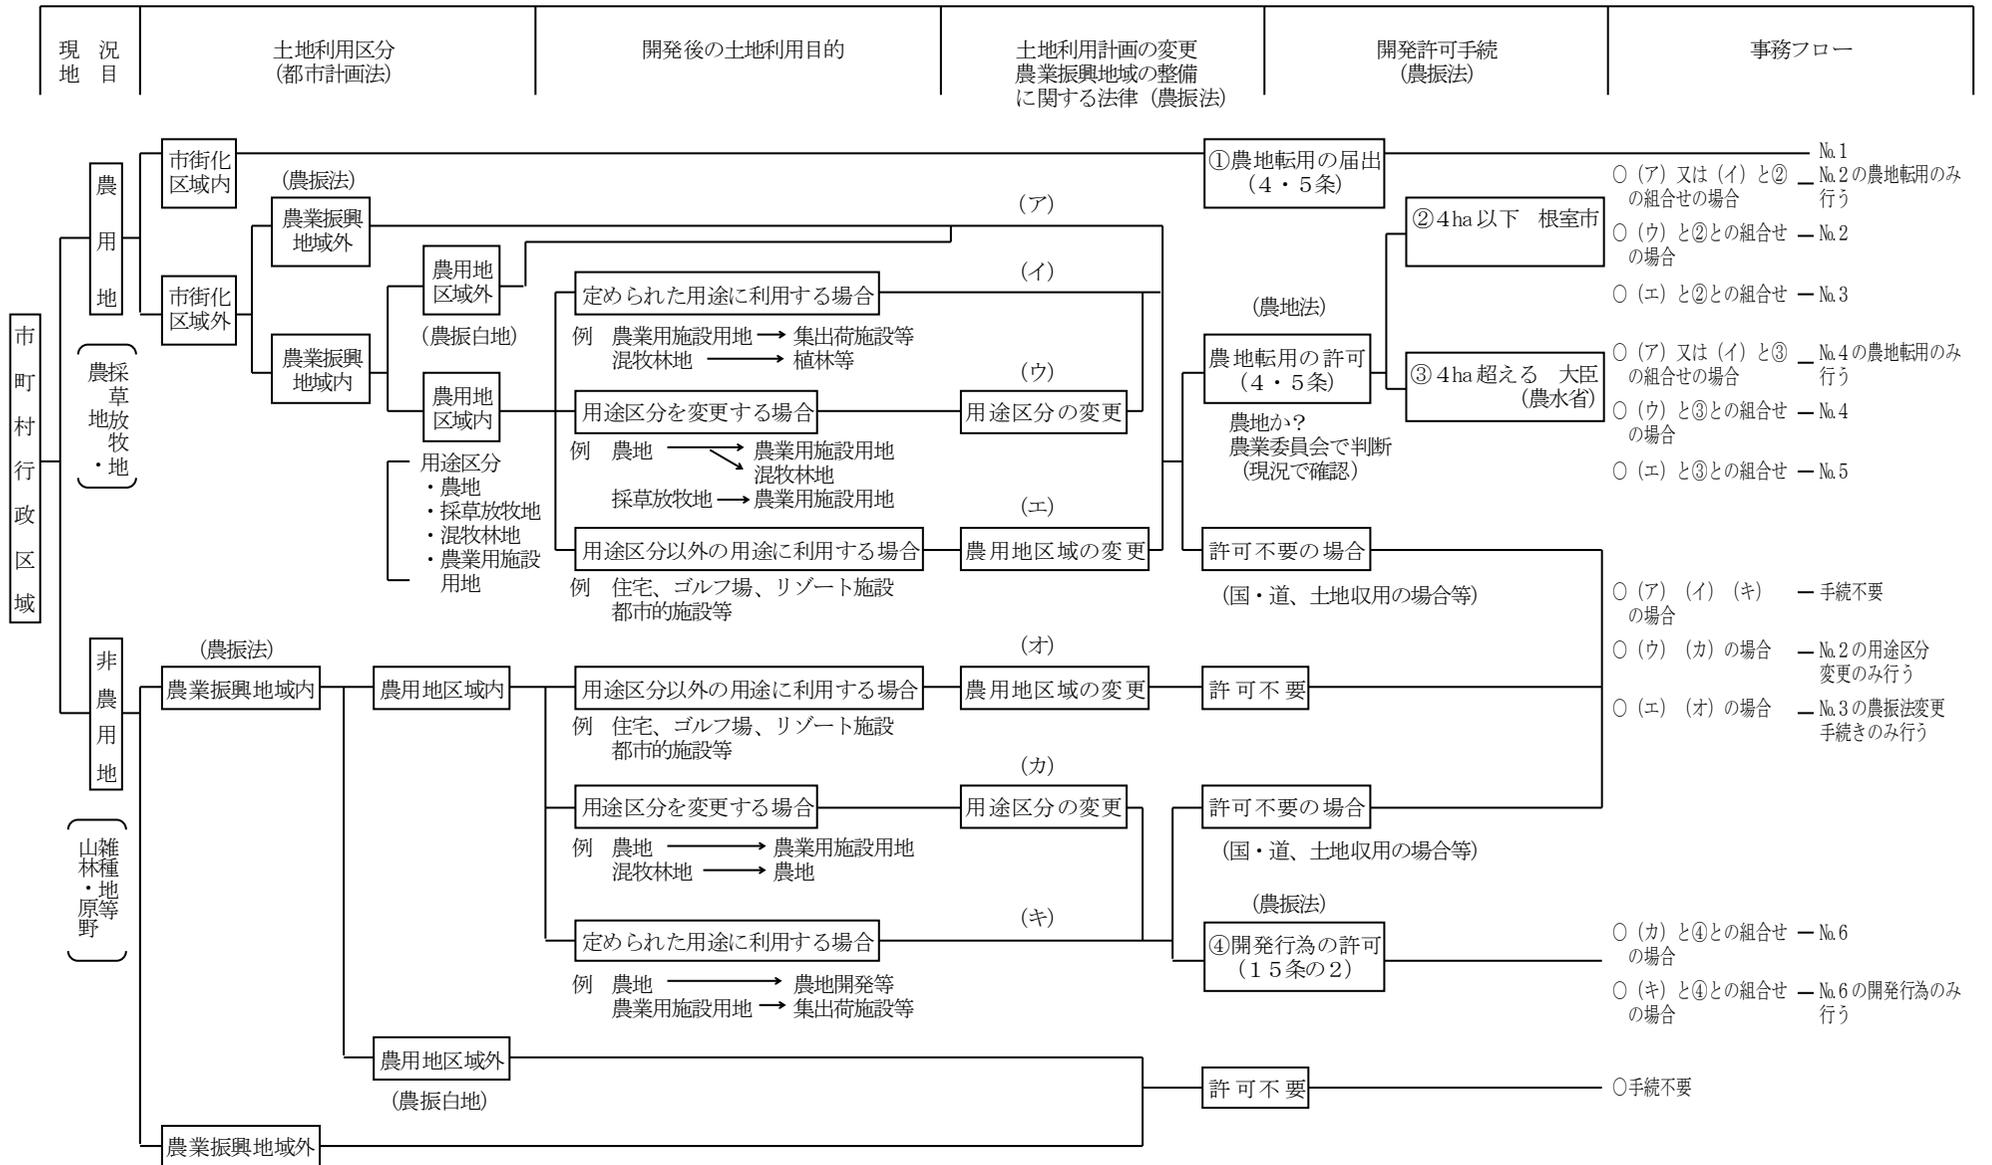 現　況
地　目
土地利用区分
(都市計画法)
開発後の土地利用目的
土地利用計画の変更
農業振興地域の整備
に関する法律（農振法）
開発許可手続
(農振法)
事務フロー
市町村行政区域
農用地
農地・
採草放牧地
市街化
区域内
市街化
区域外
(農振法)
農業振興
地域外
農業振興
地域内
農用地
区域外
(農振白地)
農用地
区域内
用途区分
・農地
・採草放牧地
・混牧林地
・農業用施設
用地
（ア）
（イ）
定められた用途に利用する場合
例　農業用施設用地→集出荷施設等
混牧林地→植林等
（ウ）
用途区分を変更する場合
用途区分の変更
例　農地→農業用施設用地
混牧林地
採草放牧地→農業用施設用地
（エ）
用途区分以外の用途に利用する場合
農用地区域の変更
例　住宅、ゴルフ場、リゾート施設
都市的施設等
①農地転用の届出
（４・５条）
(農地法)
農地転用の許可
（４・５条）
農地か？
農業委員会で判断
（現況で確認）
②４ha以下　根室市
③４ha超える　大臣
（農水省）
許可不要の場合
（国・道、土地収用の場合等）
№1
○（ア）又は（イ）と②
の組合せの場合
№2の農地転用のみ
行う
○（ウ）と②との組合せ
の場合
№2
○（エ）と②との組合せ
№3
○（ア）又は（イ）と③
の組合せの場合
№4の農地転用のみ
行う
○（ウ）と③との組合せ
の場合
№4
○（エ）と③との組合せ
№5
○（ア）（イ）（キ）
の場合
手続不要
○（ウ）（カ）の場合
№2の用途区分
変更のみ行う
○（エ）（オ）の場合
№3の農振法変更
手続きのみ行う
非農用地
山林・原野
雑種地等
(農振法)
農業振興地域内
農用地区域内
（オ）
用途区分以外の用途に利用する場合
農用地区域の変更
許可不要
例　住宅、ゴルフ場、リゾート施設
都市的施設等
（カ）
用途区分を変更する場合
用途区分の変更
許可不要の場合
例　農地→農業用施設用地
混牧林地→農地
（国・道、土地収用の場合等）
（キ）
定められた用途に利用する場合
(農振法)
④開発行為の許可
（１５条の２）
例　農地→農地開発等
農業用施設用地→集出荷施設等
○（カ）と④との組合せ
の場合
№6
○（キ）と④との組合せ
の場合
№6の開発行為のみ
行う
農用地区域外
(農振白地)
許可不要
○手続不要
農業振興地域外